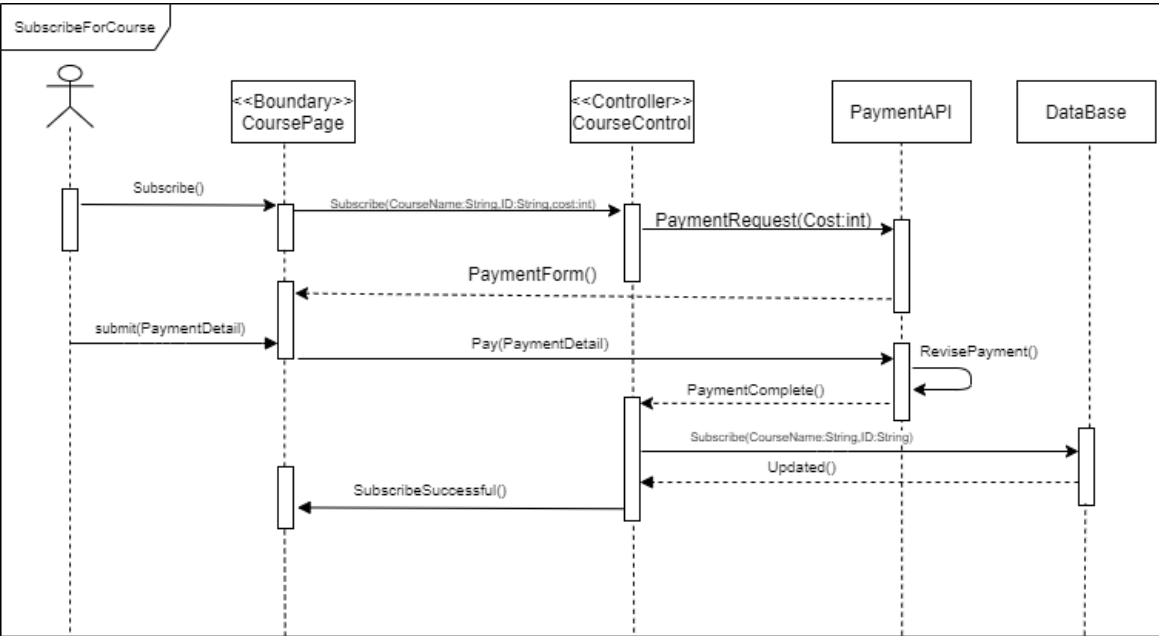 SubscribeForCourse
<<Boundary>>
CoursePage
<<Controller>>
CourseControl
PaymentAPI
DataBase
Subscribe()
Subscribe(CourseName:String,ID:String,cost:int)
PaymentRequest(Cost:int)
PaymentForm()
submit(PaymentDetail)
Pay(PaymentDetail)
RevisePayment()
PaymentComplete()
Subscribe(CourseName:String,ID:String)
Updated()
SubscribeSuccessful()